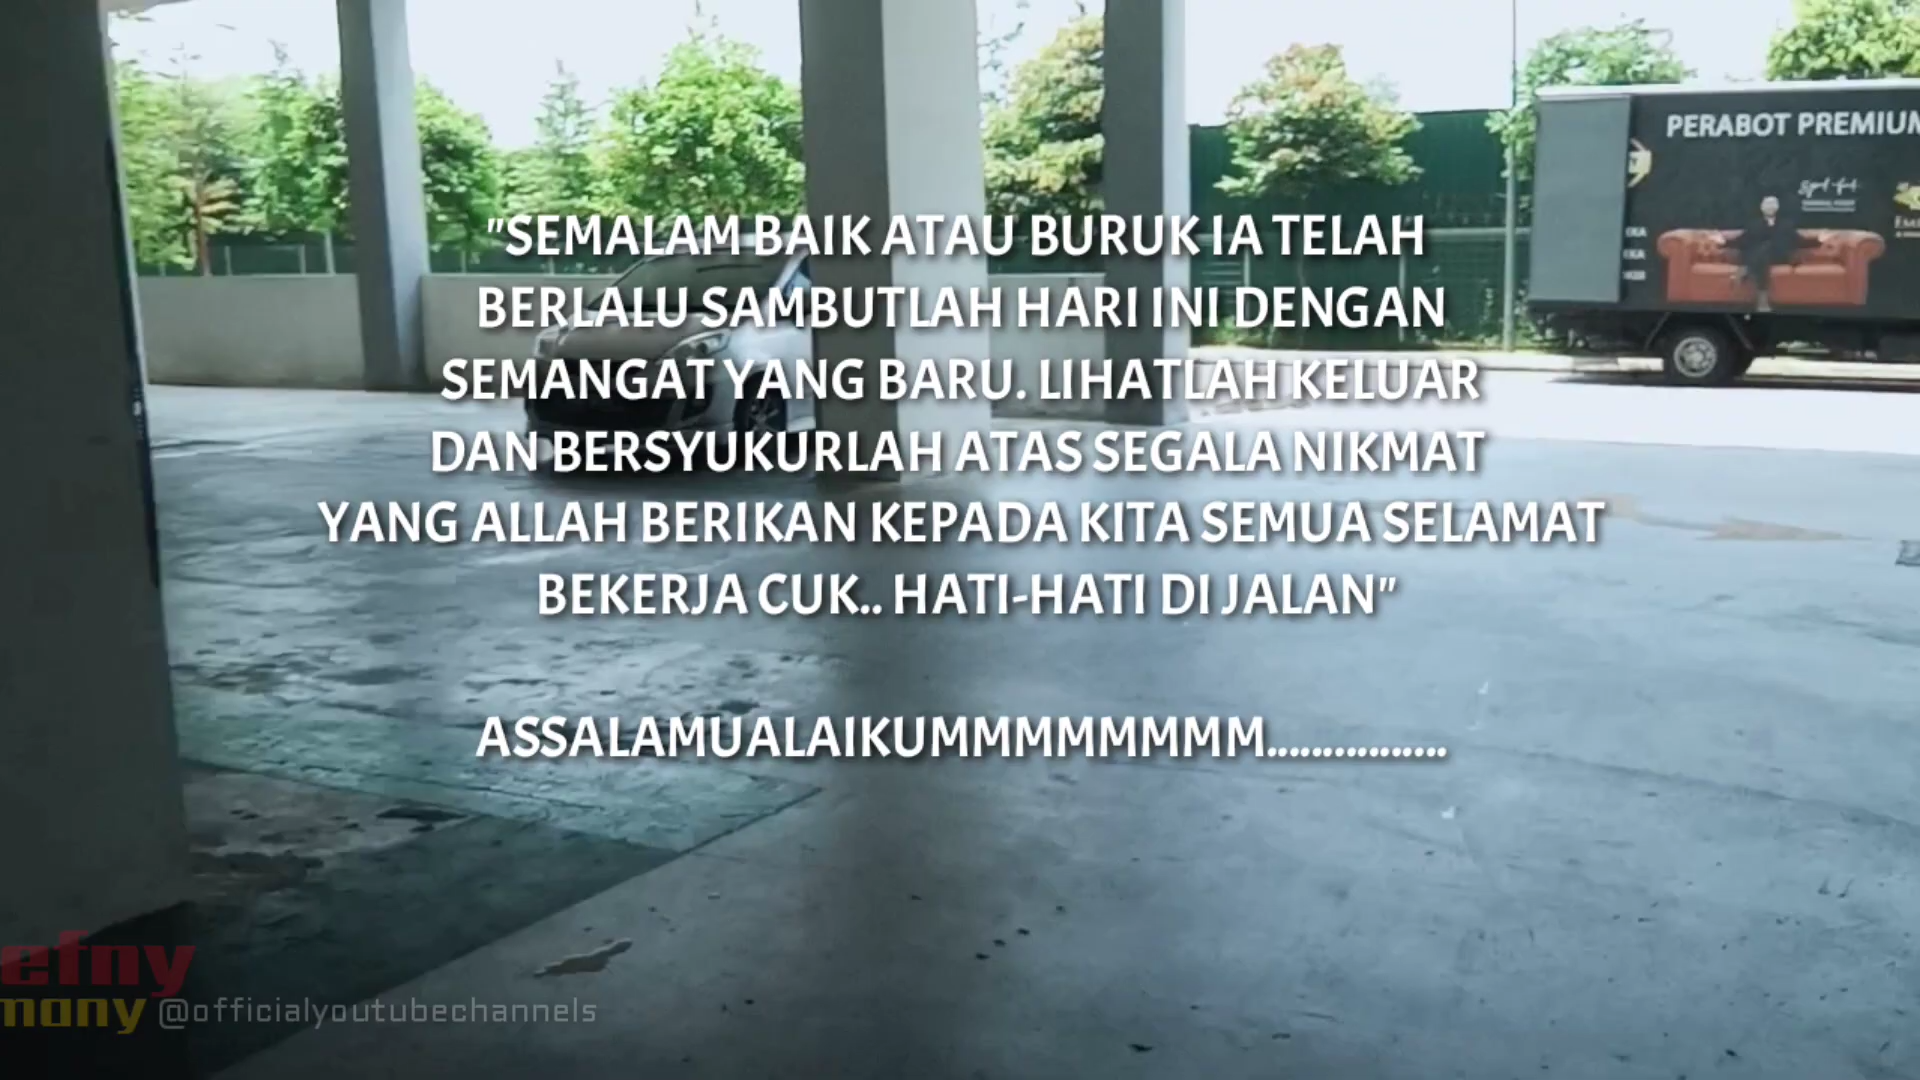 PERABOT PREMIUM
"SEMALAM BAIK ATAU BURUK IA TELAH
BERLALU SAMBUTLAH HARI INI DENGAN
SEMANGAT YANG BARU. LIHATLAH KELUAR
DAN BERSYUKURLAH ATAS SEGALA NIKMAT
YANG ALLAH BERIKAN KEPADA KITA SEMUA SELAMAT
BEKERJA CUK.. HATI-HATI DI JALAN"
ASSALAMUALAIKUMMMMMMMMM................
efny
mony @officialyoutubechannels